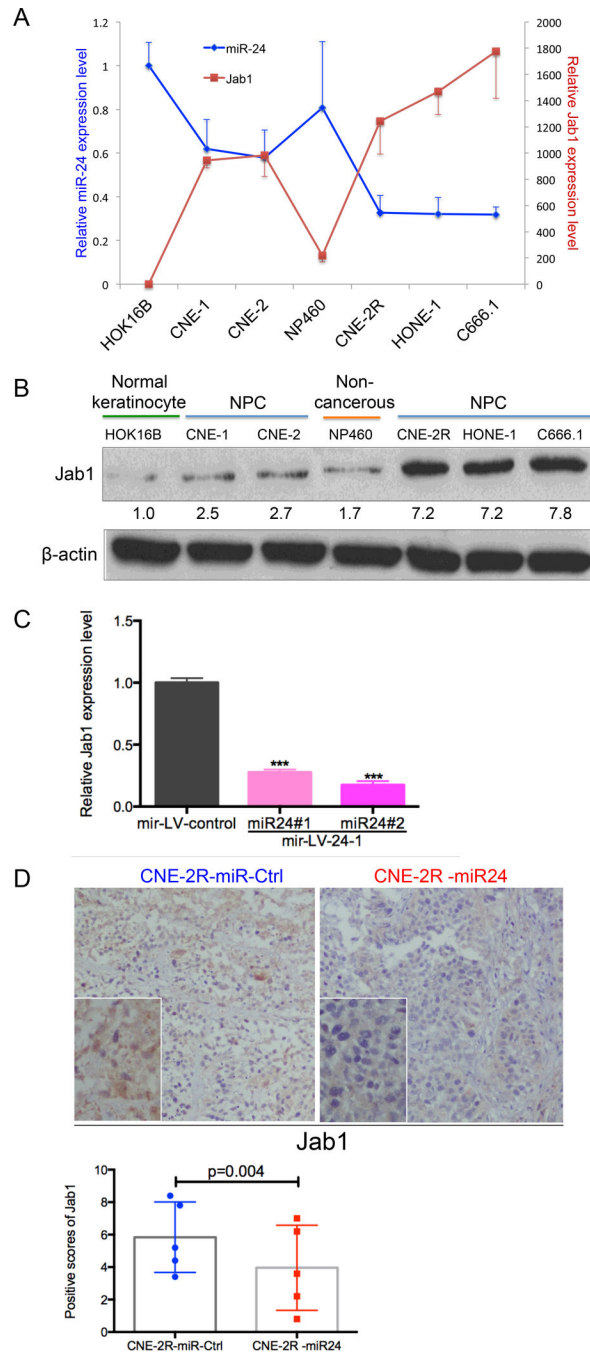 A
miR-24
Jab1
Relative miR-24 expression level
Relative Jab1 expression level
1.2
1
0.8
0.6
0.4
0.2
0
2000
1800
1600
1400
1200
1000
800
600
400
200
0
HOK16B
CNE-1
CNE-2
NP460
CNE-2R
HONE-1
C666.1
B
Normal keratinocyte
NPC
Non-cancerous
NPC
HOK16B CNE-1 CNE-2 NP460 CNE-2R HONE-1 C666.1
Jab1
1.0 2.5 2.7 1.7 7.2 7.2 7.8
β-actin
C
Relative Jab1 expression level
1.5
1.0
0.5
0.0
***
***
mir-LV-control miR24#1 miR24#2
mir-LV-24-1
D
CNE-2R-miR-Ctrl CNE-2R -miR24
Jab1
p=0.004
Positive scores of Jab1
10
8
6
4
2
0
CNE-2R-miR-Ctrl CNE-2R -miR24